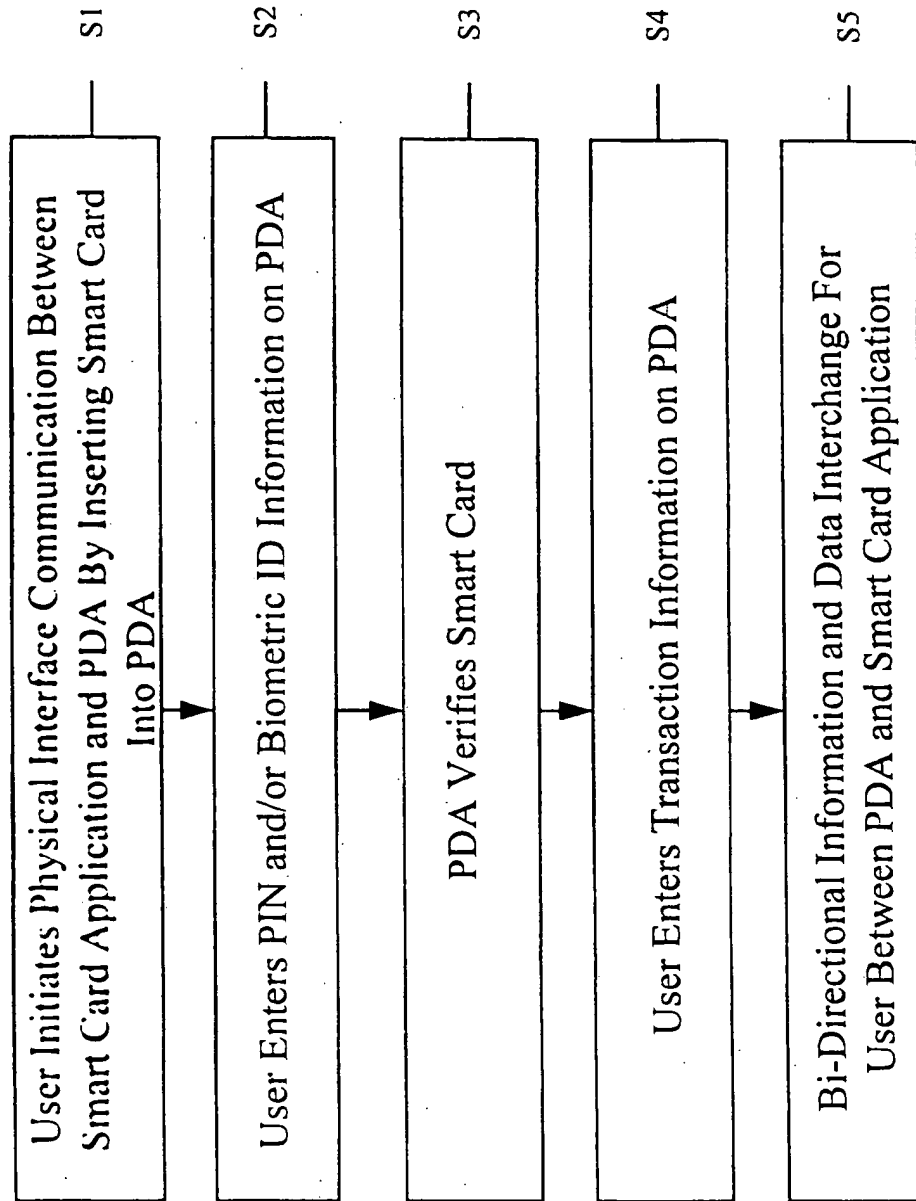 User Initiates Physical Interface Communication Between
Smart Card Application and PDA By Inserting Smart Card
Into PDA
S1
User Enters PIN and/or Biometric ID Information on PDA
S2
PDA Verifies Smart Card
S3
User Enters Transaction Information on PDA
S4
Bi-Directional Information and Data Interchange For
User Between PDA and Smart Card Application
S5